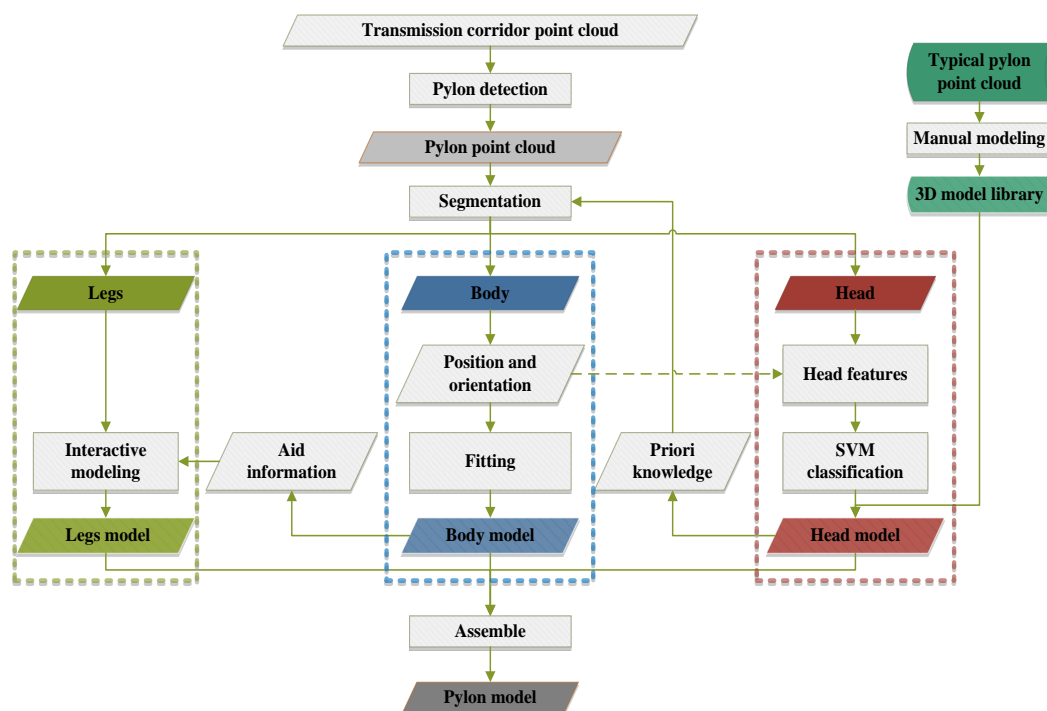 Transmission corridor point cloud
Typical pylon
point cloud
Pylon detection
Manual modeling
Pylon point cloud
3D model library
Segmentation
Legs
Body
Head
Position and
orientation
Head features
Interactive
modeling
Aid
information
Fitting
Priori
knowledge
SVM
classification
Legs model
Body model
Head model
Assemble
Pylon model